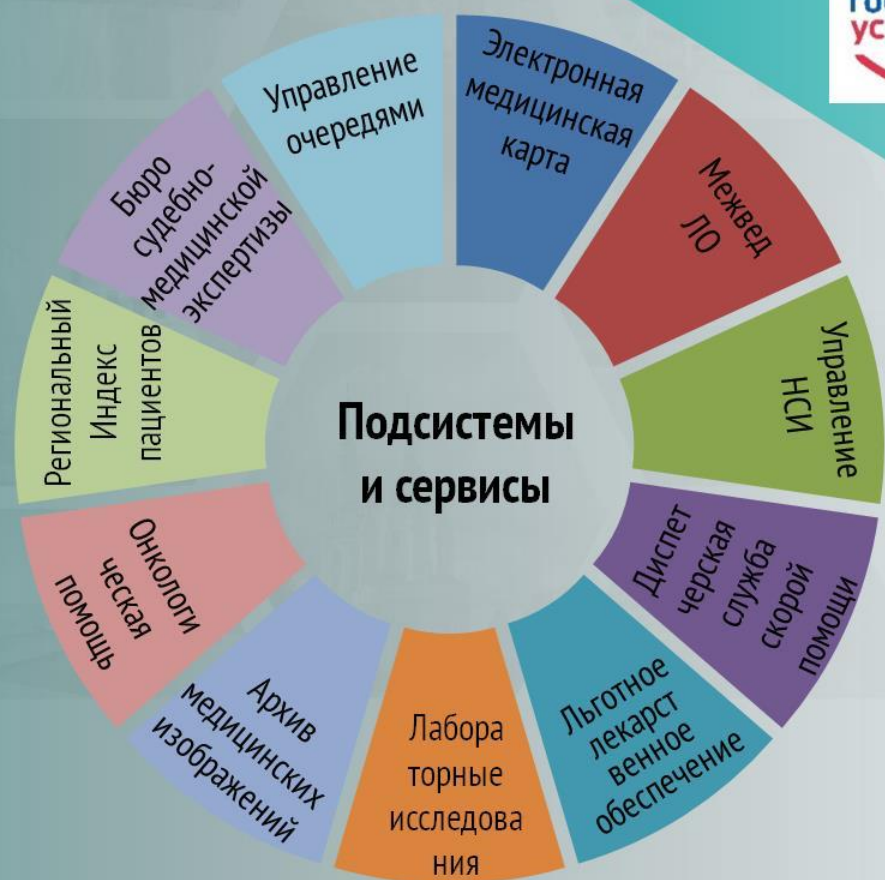 Подсистемы
и сервисы
Электронная
медицинская
карта
Межвед
ЛО
Управление
НСИ
Диспет
черская
служба
скорой
помощи
Льготное
лекарст
венное
обеспечение
Лабора
торные
исследова
ния
Архив
медицинских
изображений
Онкологи
ческая
помощь
Региональный
Индекс
пациентов
Бюро
судебно-
медицинской
экспертизы
Управление
очередями